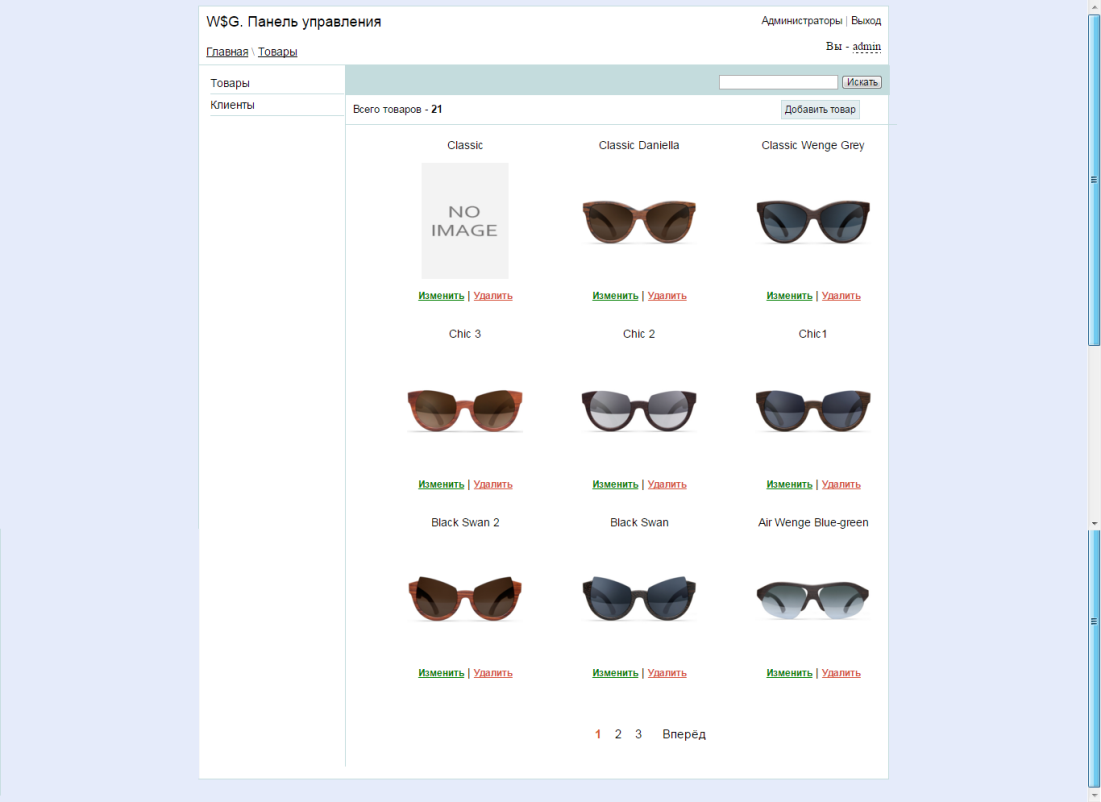 W$G. Панель управления
Администраторы | Выход
Главная \ Товары
Вы - admin
Товары
Искать
Клиенты
Всего товаров - 21
Добавить товар
Classic
Classic Daniella
Classic Wenge Grey
NO
IMAGE
Изменить | Удалить
Изменить | Удалить
Изменить | Удалить
Chic 3
Chic 2
Chic1
Изменить | Удалить
Изменить | Удалить
Изменить | Удалить
Black Swan 2
Black Swan
Air Wenge Blue-green
Изменить | Удалить
Изменить | Удалить
Изменить | Удалить
1 2 3 Вперёд